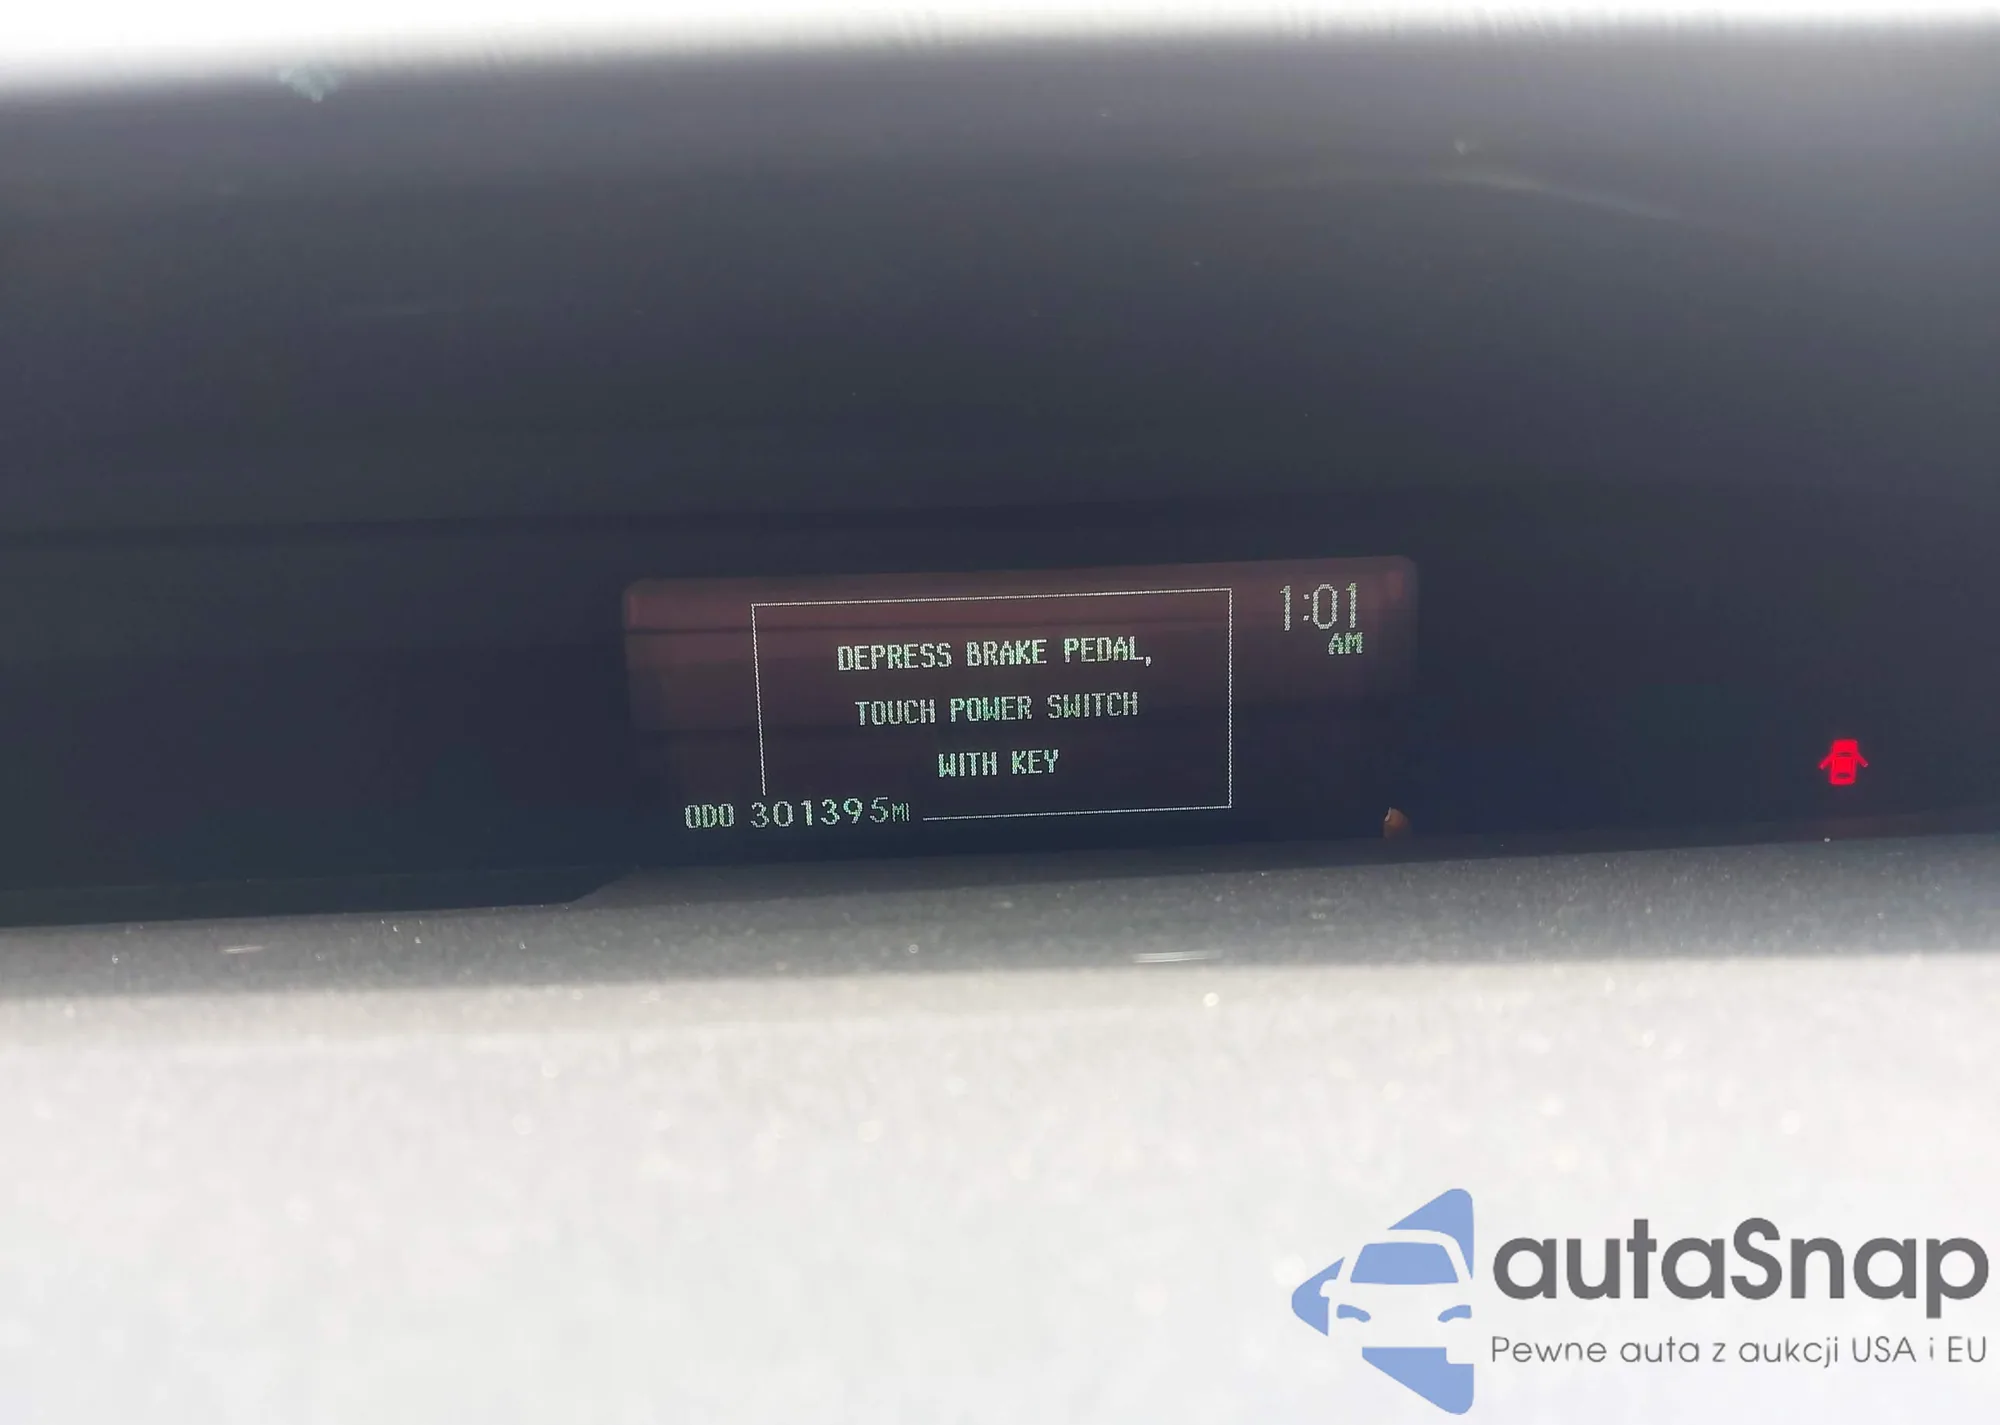 1:01
AM
DEPRESS BRAKE PEDAL,
TOUCH POWER SWITCH
WITH KEY
ODO 301395MI
autaSnap
Pewne auta z aukcji USA i EU